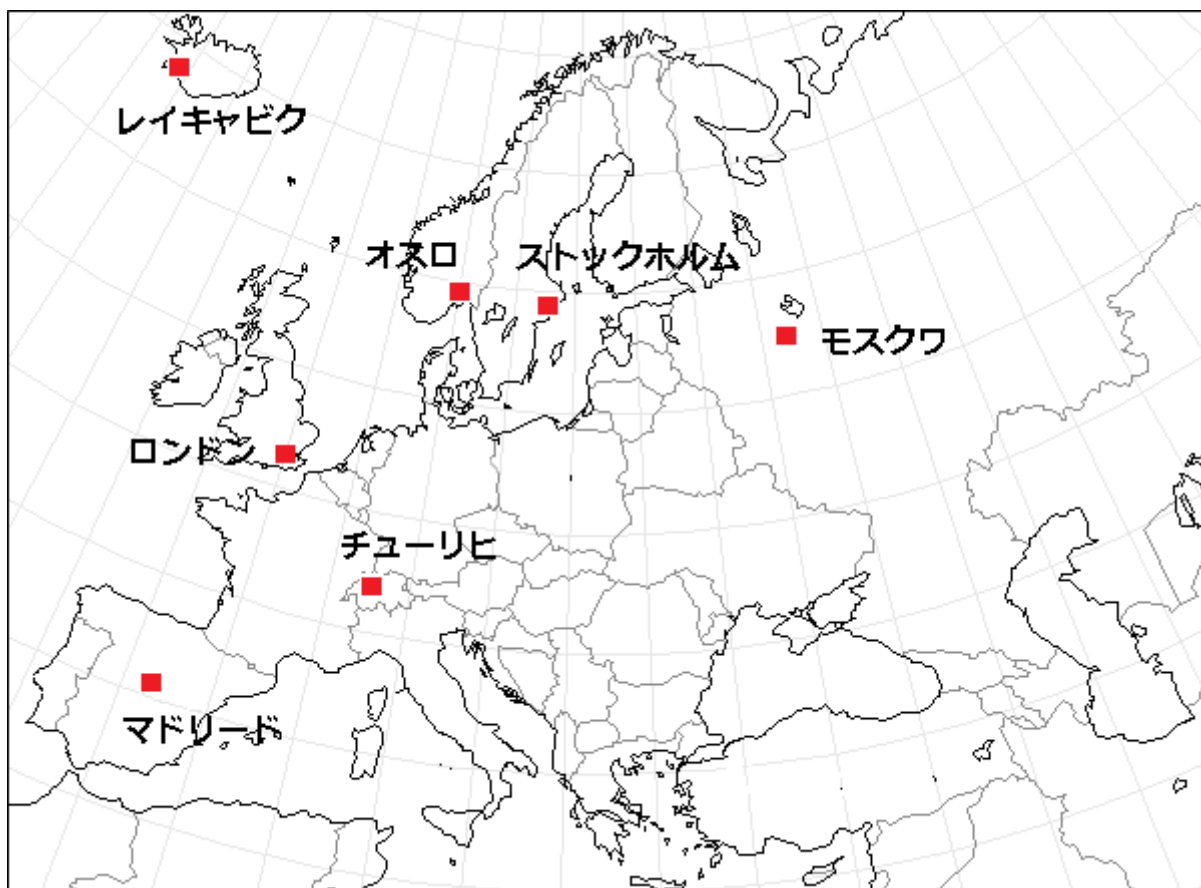 レイキャビク
オスロ
ストックホルム
モスクワ
ロンドン
チューリヒ
マドリード